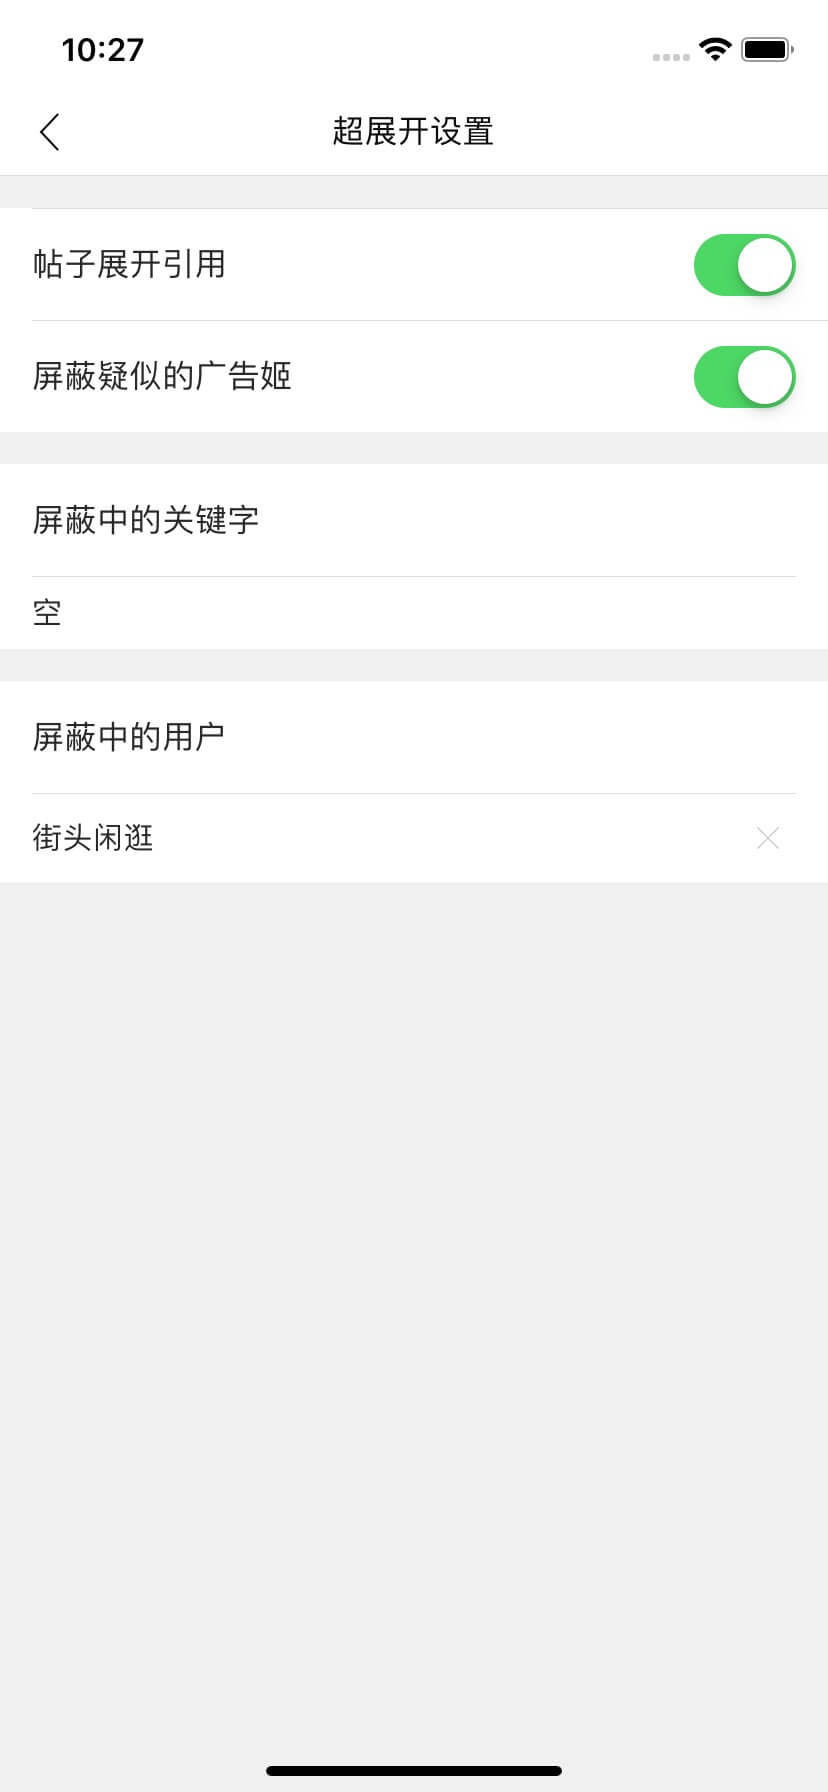 10:27
超展开设置
帖子展开引用
屏蔽疑似的广告姬
屏蔽中的关键字
空
屏蔽中的用户
街头闲逛